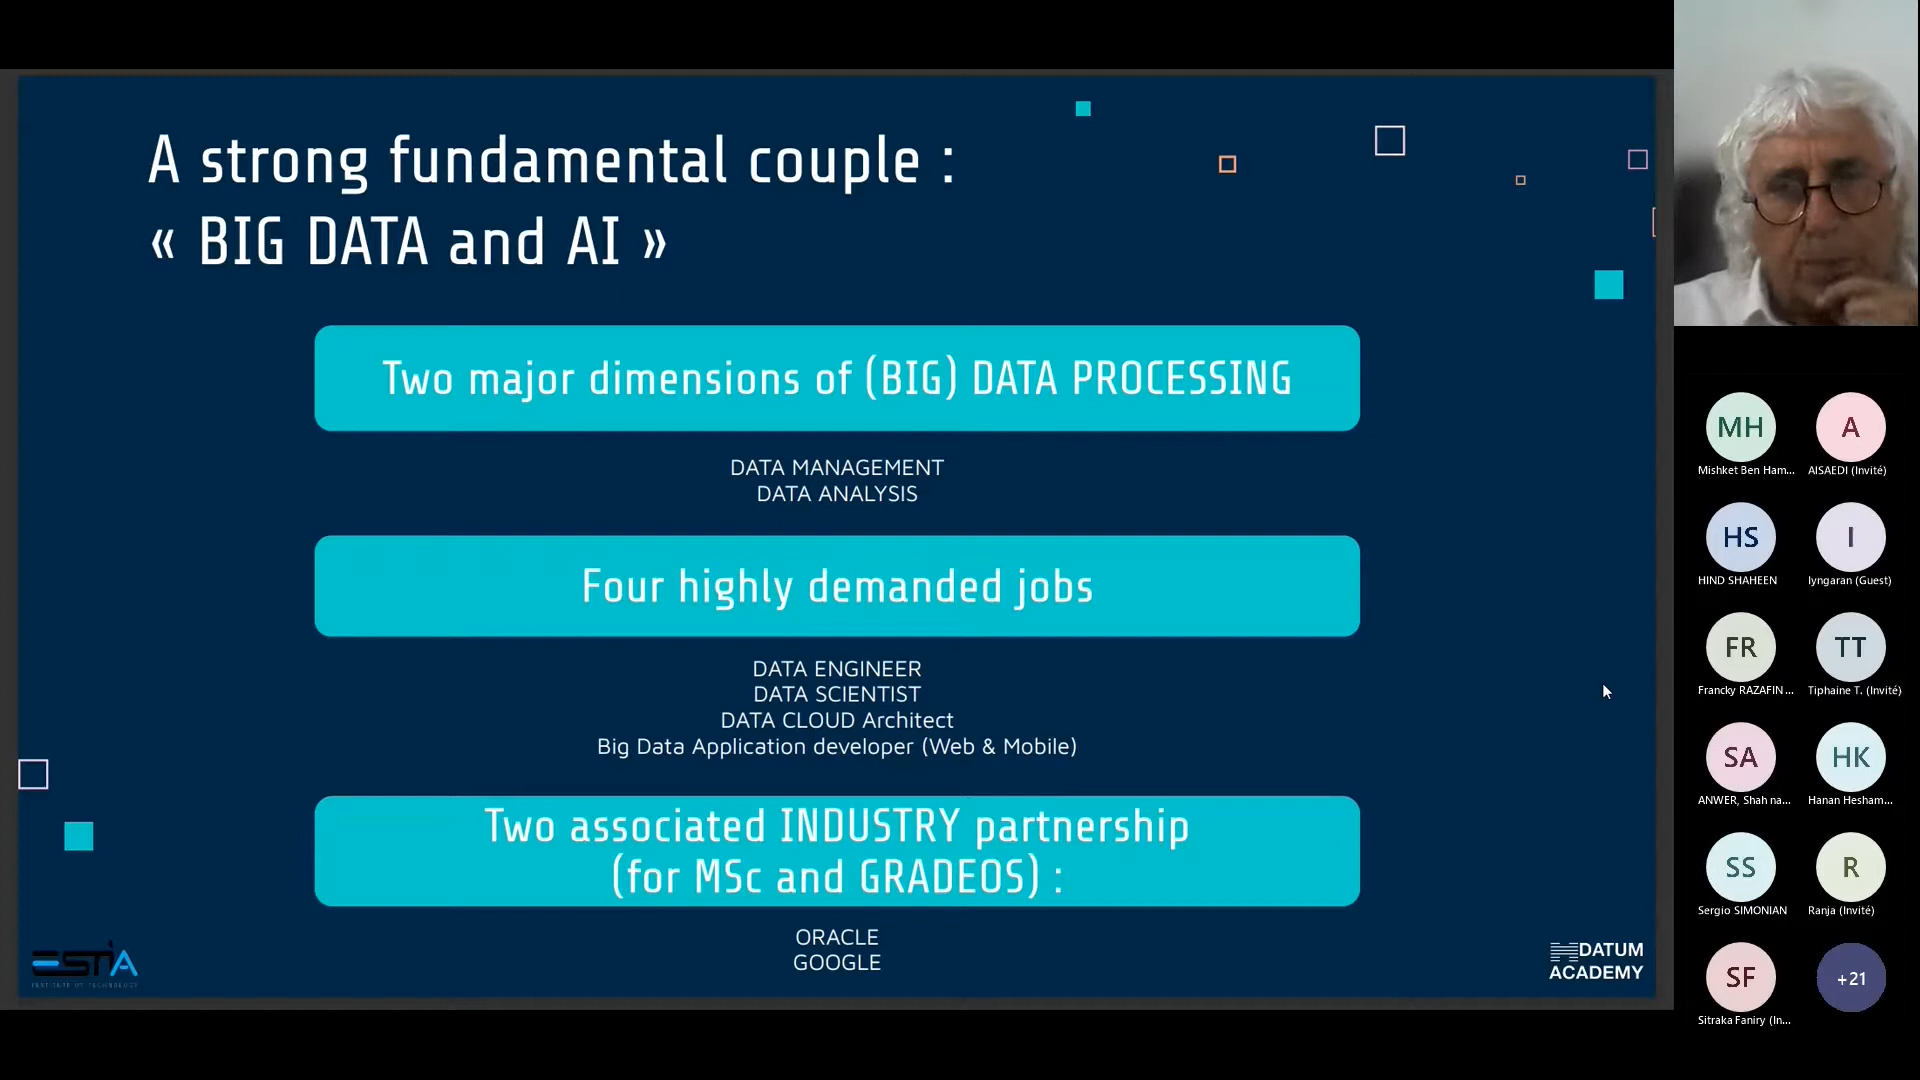 A strong fundamental couple :
« BIG DATA and AI »
Two major dimensions of (BIG) DATA PROCESSING
DATA MANAGEMENT
DATA ANALYSIS
Four highly demanded jobs
DATA ENGINEER
DATA SCIENTIST
DATA CLOUD Architect
Big Data Application developer (Web & Mobile)
Two associated INDUSTRY partnership
(for MSc and GRADEOS) :
ORACLE
GOOGLE
ESTIA
INSTITUTE OF TECHNOLOGY
DATUM
ACADEMY
MH
Mishket Ben Ham...
A
AISAEDI (Invité)
HS
HIND SHAHEEN
I
Iyngaran (Guest)
FR
Francky RAZAFIN...
TT
Tiphaine T. (Invité)
SA
ANWER, Shah na...
HK
Hanan Hesham...
SS
Sergio SIMONIAN
R
Ranja (Invité)
SF
Sitraka Faniry (In...
+21